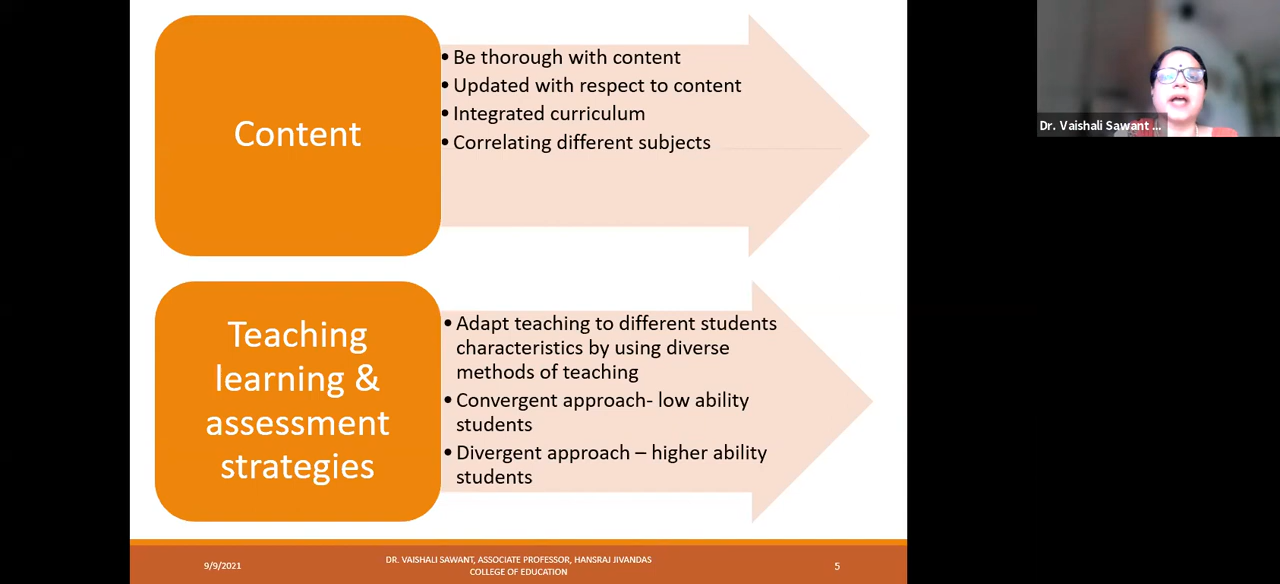 Content
• Be thorough with content
• Updated with respect to content
• Integrated curriculum
• Correlating different subjects
Teaching
learning &
assessment
strategies
• Adapt teaching to different students
characteristics by using diverse
methods of teaching
• Convergent approach- low ability
students
• Divergent approach – higher ability
students
9/9/2021
DR. VAISHALI SAWANT, ASSOCIATE PROFESSOR, HANSRAJ JIVANDAS
COLLEGE OF EDUCATION
5
Dr. Vaishali Sawant ...